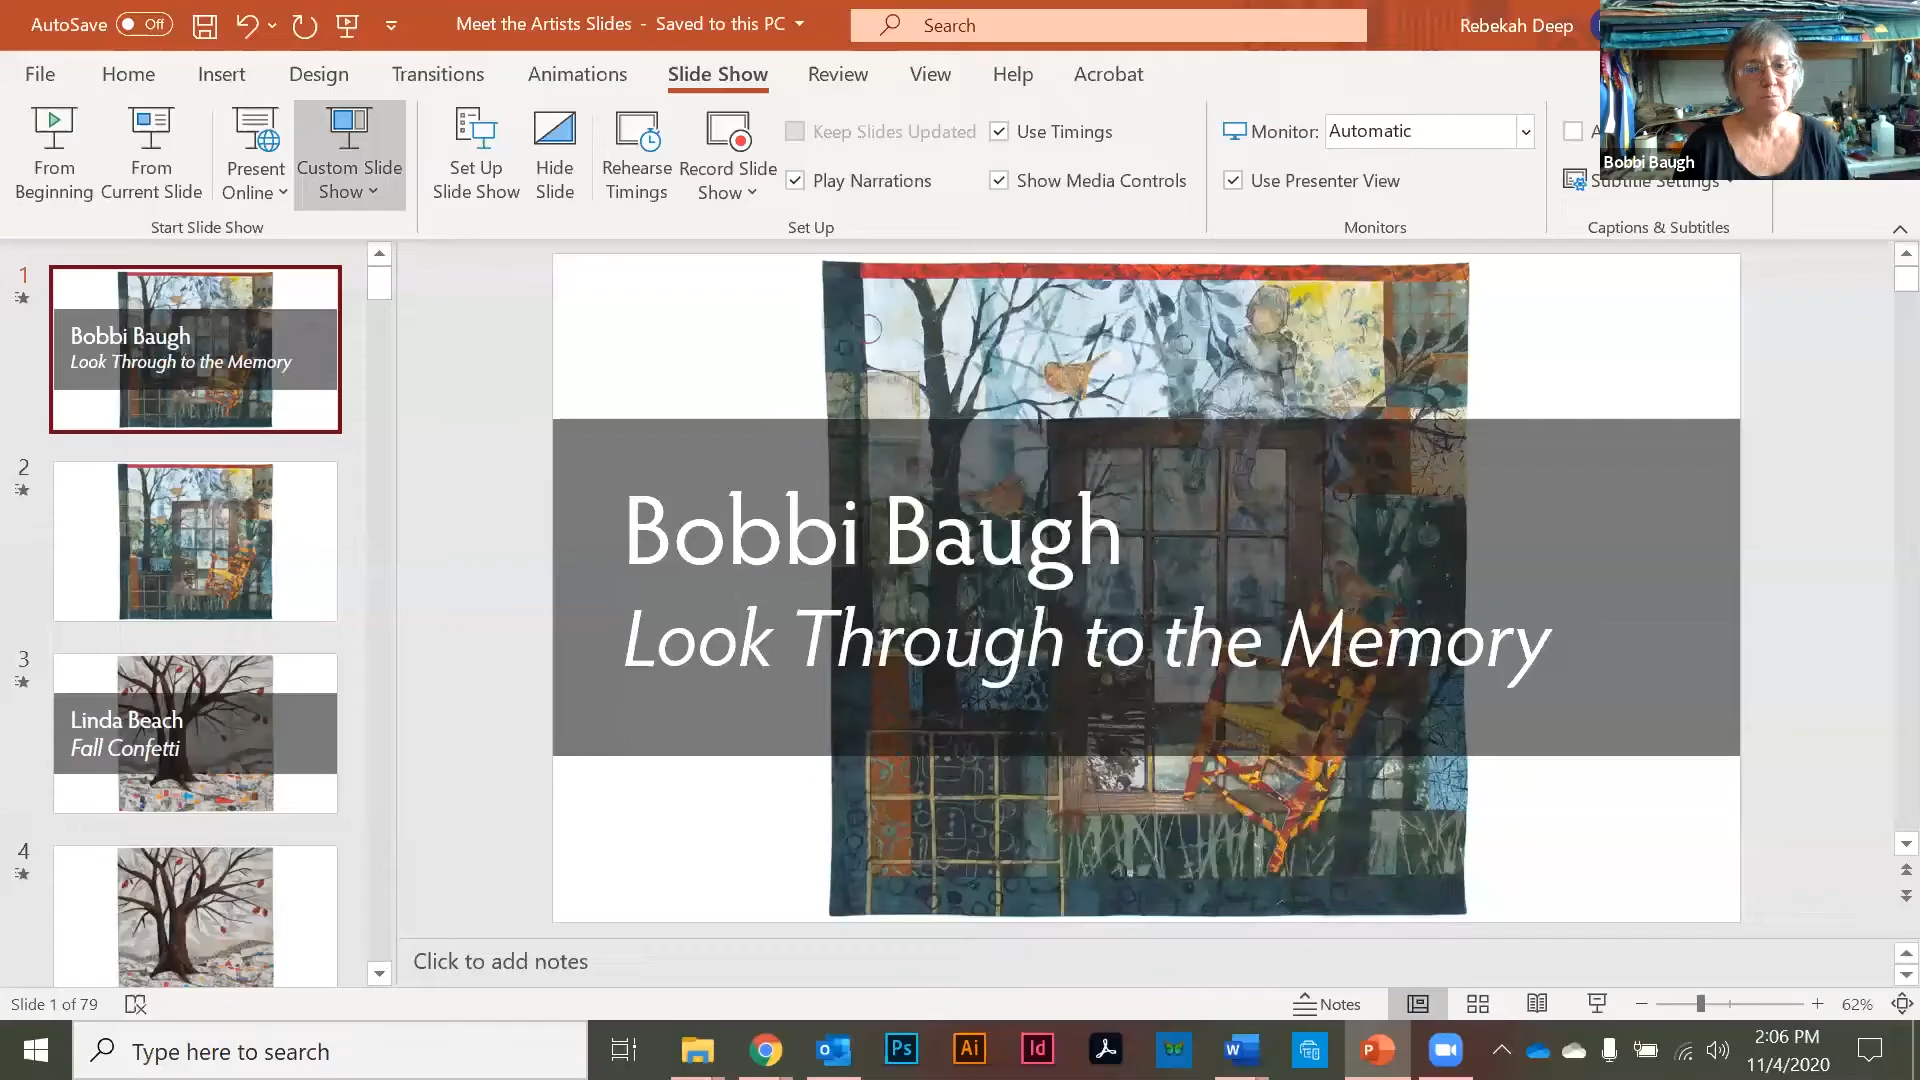 AutoSave Off
Meet the Artists Slides - Saved to this PC
Search
Rebekah Deep
File Home Insert Design Transitions Animations Slide Show Review View Help Acrobat
From Beginning
From Current Slide
Present Online
Custom Slide Show
Set Up Slide Show
Hide Slide
Rehearse Timings
Record Slide Show
Keep Slides Updated
Use Timings
Play Narrations
Show Media Controls
Monitor: Automatic
Use Presenter View
Subtitle Settings
Bobbi Baugh
Start Slide Show
Set Up
Monitors
Captions & Subtitles
1
Bobbi Baugh
Look Through to the Memory
2
3
Linda Beach
Fall Confetti
4
Bobbi Baugh
Look Through to the Memory
Click to add notes
Slide 1 of 79
Notes
62%
Type here to search
Ps
Ai
Id
2:06 PM
11/4/2020